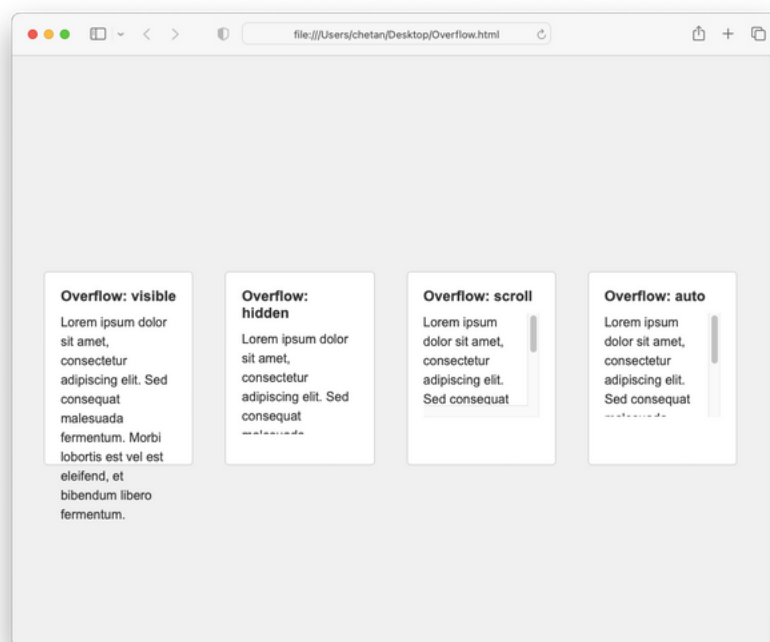 file:///Users/chetan/Desktop/Overflow.html
Overflow: visible
Lorem ipsum dolor
sit amet,
consectetur
adipiscing elit. Sed
consequat
malesuada
fermentum. Morbi
lobortis est vel est
eleifend, et
bibendum libero
fermentum.
Overflow:
hidden
Lorem ipsum dolor
sit amet,
consectetur
adipiscing elit. Sed
consequat
Overflow: scroll
Lorem ipsum
dolor sit amet,
consectetur
adipiscing elit.
Sed consequat
Overflow: auto
Lorem ipsum
dolor sit amet,
consectetur
adipiscing elit.
Sed consequat